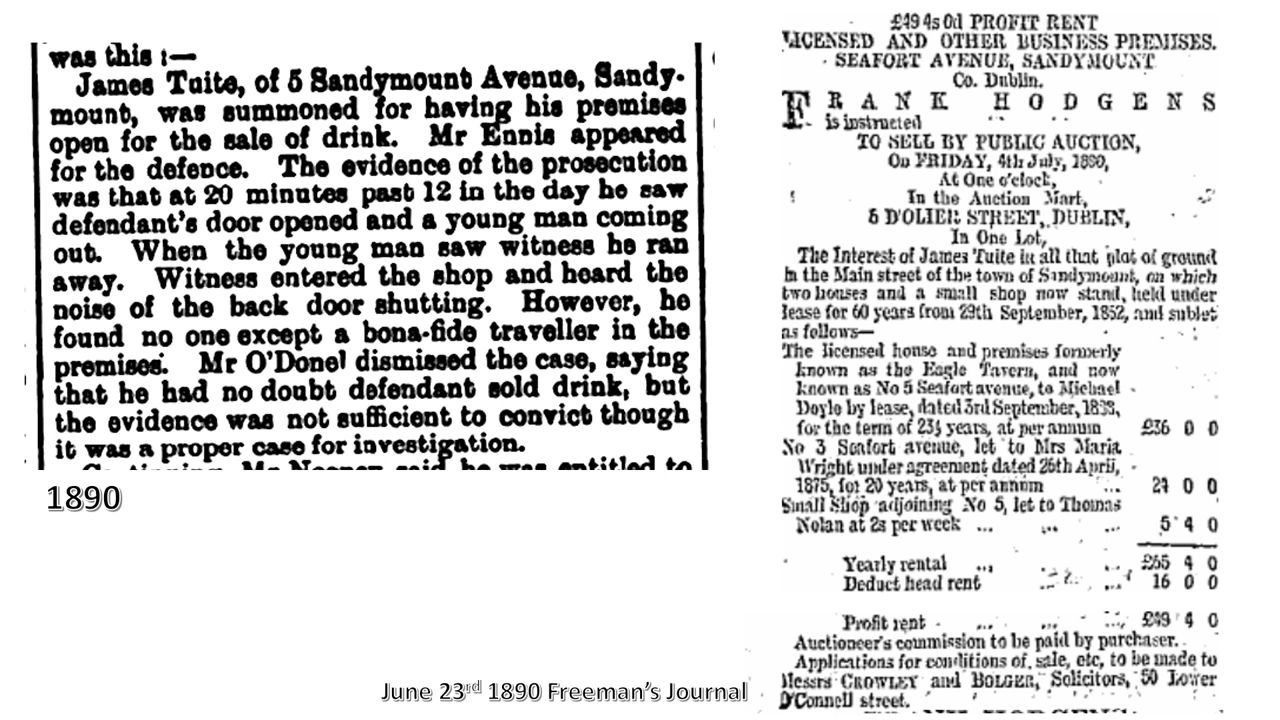 was this :—
James Tuite, of 5 Sandymount Avenue, Sandy-
mount, was summoned for having his premises
open for the sale of drink. Mr Ennis appeared
for the defence. The evidence of the prosecution
was that at 20 minutes past 12 in the day he saw
defendant's door opened and a young man coming
out. When the young man saw witness he ran
away. Witness entered the shop and heard the
noise of the back door shutting. However, he
found no one except a bona-fide traveller in the
premises. Mr O'Donel dismissed the case, saying
that he had no doubt defendant sold drink, but
the evidence was not sufficient to convict though
it was a proper case for investigation.
said he was entitled to
1890
£49 4s 0d PROFIT RENT
LICENSED AND OTHER BUSINESS PREMISES.
SEAFORT AVENUE, SANDYMOUNT
Co. Dublin.
FRANK HODGENS
is instructed
TO SELL BY PUBLIC AUCTION,
On FRIDAY, 4th July, 1890,
At One o'clock,
In the Auction Mart,
5 D'OLIER STREET, DUBLIN,
In One Lot,
The Interest of James Tuite in all that plot of ground
in the Main street of the town of Sandymount, on which
two houses and a small shop now stand, held under
lease for 60 years from 29th September, 1852, and sublet
as follows—
The licensed house and premises formerly
known as the Eagle Tavern, and now
known as No 5 Seafort avenue, to Michael
Doyle by lease, dated 3rd September,
for the term of 23½ years, at per annum £36 0 0
No 3 Seafort avenue, let to Mrs Maria
Wright under agreement dated 26th April,
1875, for 20 years, at per annum ... 24 0 0
Small Shop adjoining No 5, let to Thomas
Nolan at 2s per week ... ... ... 5 4 0
Yearly rental ... ... £65 4 0
Deduct head rent ... 16 0 0
Profit rent ... ... ... £49 4 0
Auctioneer's commission to be paid by purchaser.
Applications for conditions of sale, etc, to be made to
Messrs CROWLEY and BOLGER, Solicitors, 50 Lower
O'Connell street.
June 23rd 1890 Freeman's Journal